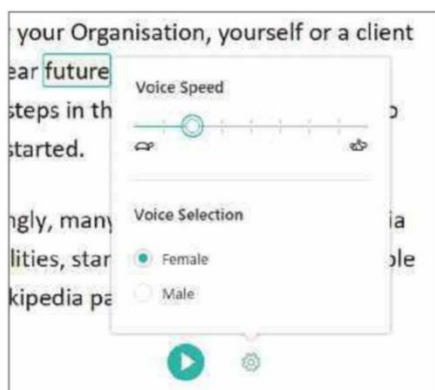 your Organisation, yourself or a client
ear future
steps in th
started.
Voice Speed
ngly, many
ia
lities, star
ble
kipedia pa
Voice Selection
Female
Male